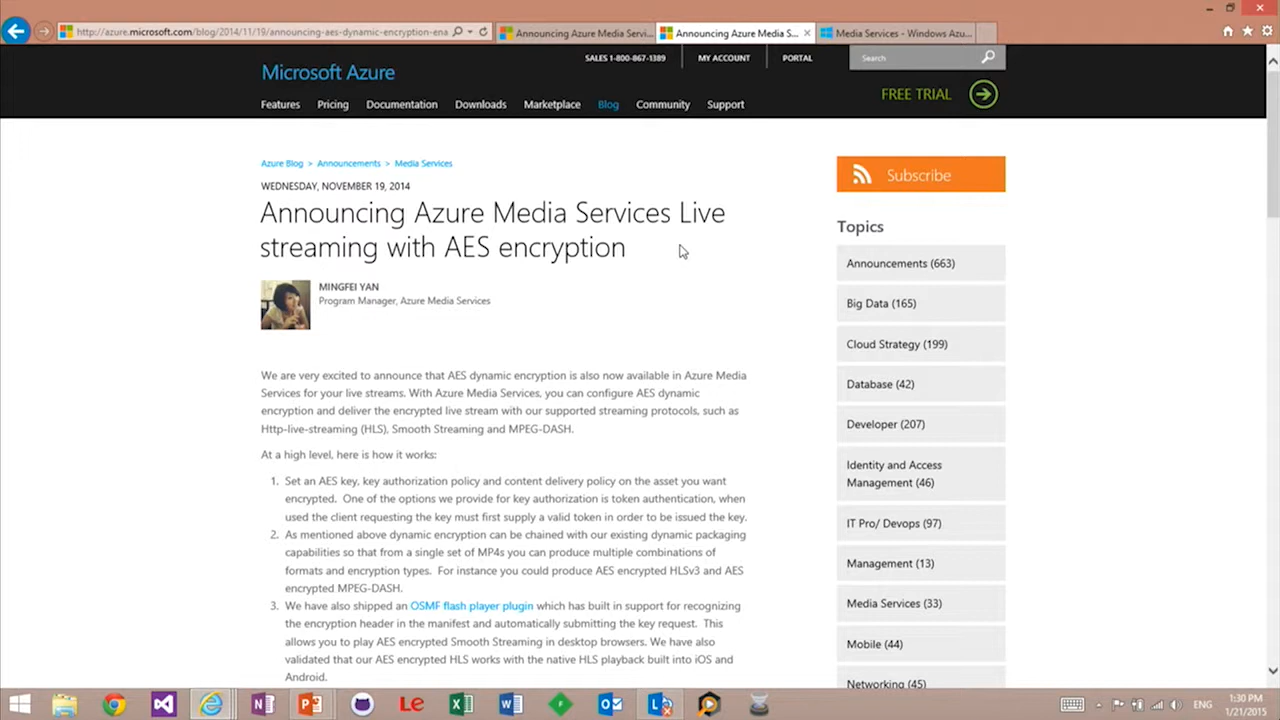 http://azure.microsoft.com/blog/2014/11/19/announcing-aes-dynamic-encryption-ena
Announcing Azure Media Servi...
Announcing Azure Media S...
Media Services - Windows Azu...
SALES 1-800-867-1389
MY ACCOUNT
PORTAL
Search
Microsoft Azure
FREE TRIAL
Features
Pricing
Documentation
Downloads
Marketplace
Blog
Community
Support
Azure Blog > Announcements > Media Services
WEDNESDAY, NOVEMBER 19, 2014
Announcing Azure Media Services Live
streaming with AES encryption
MINGFEI YAN
Program Manager, Azure Media Services
We are very excited to announce that AES dynamic encryption is also now available in Azure Media
Services for your live streams. With Azure Media Services, you can configure AES dynamic
encryption and deliver the encrypted live stream with our supported streaming protocols, such as
Http-live-streaming (HLS), Smooth Streaming and MPEG-DASH.
At a high level, here is how it works:
1. Set an AES key, key authorization policy and content delivery policy on the asset you want
encrypted. One of the options we provide for key authorization is token authentication, when
used the client requesting the key must first supply a valid token in order to be issued the key.
2. As mentioned above dynamic encryption can be chained with our existing dynamic packaging
capabilities so that from a single set of MP4s you can produce multiple combinations of
formats and encryption types. For instance you could produce AES encrypted HLSv3 and AES
encrypted MPEG-DASH.
3. We have also shipped an OSMF flash player plugin which has built in support for recognizing
the encryption header in the manifest and automatically submitting the key request. This
allows you to play AES encrypted Smooth Streaming in desktop browsers. We have also
validated that our AES encrypted HLS works with the native HLS playback built into iOS and
Android.
Subscribe
Topics
Announcements (663)
Big Data (165)
Cloud Strategy (199)
Database (42)
Developer (207)
Identity and Access
Management (46)
IT Pro/ Devops (97)
Management (13)
Media Services (33)
Mobile (44)
Networking (45)
Le
ENG
1:30 PM
1/21/2015